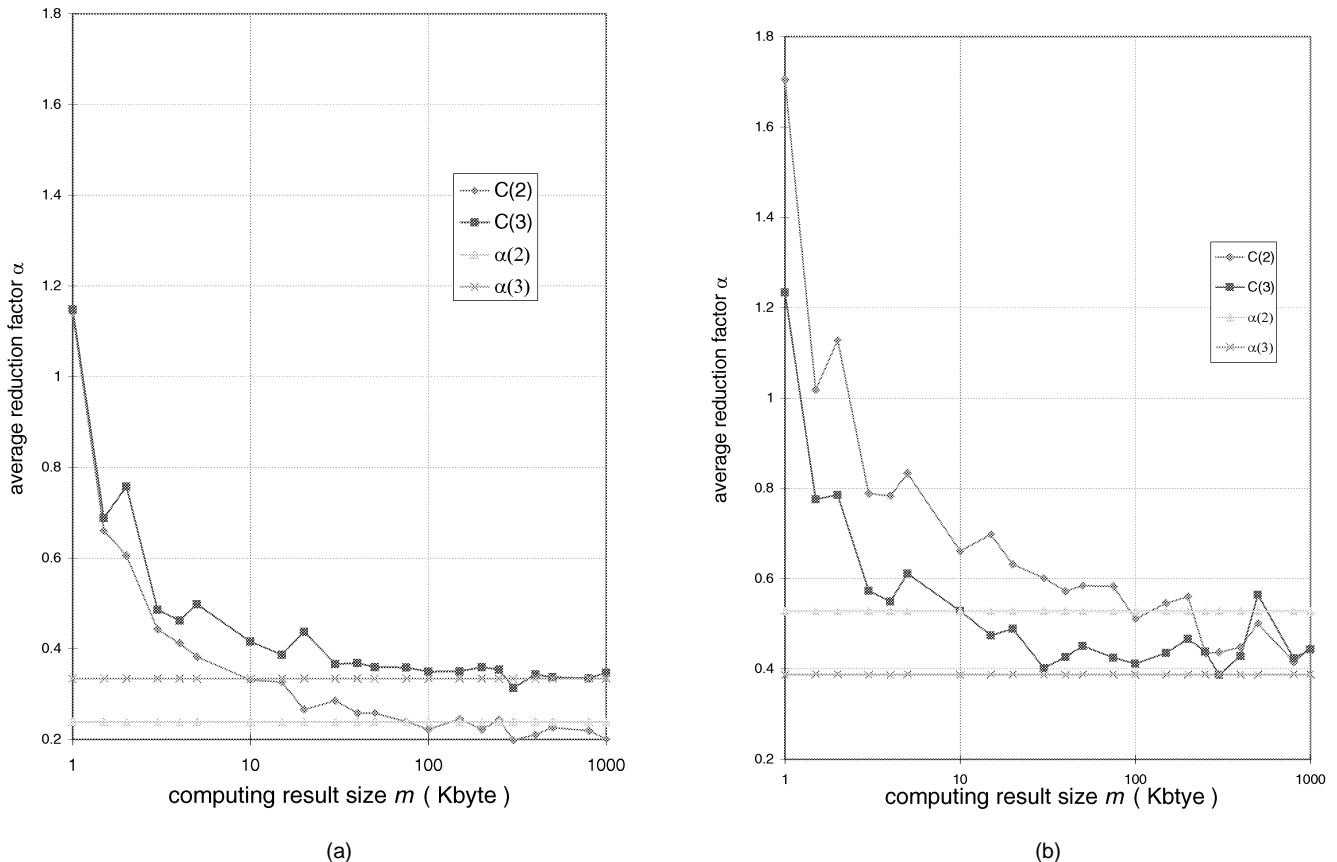 1.8
1.6
1.4
1.2
1
0.8
0.6
0.4
0.2
average reduction factor α
C(2)
C(3)
α(2)
α(3)
1 10 100 1000
computing result size m ( Kbyte )
(a)
1.8
1.6
1.4
1.2
1
0.8
0.6
0.4
0.2
average reduction factor α
C(2)
C(3)
α(2)
α(3)
1 10 100 1000
computing result size m ( Kbtye )
(b)